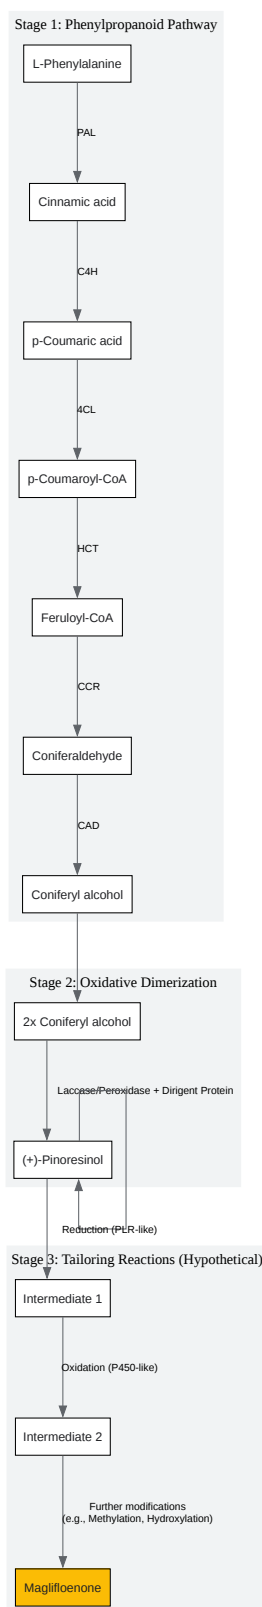 Stage 1: Phenylpropanoid Pathway
L-Phenylalanine
PAL
Cinnamic acid
C4H
p-Coumaric acid
4CL
p-Coumaroyl-CoA
HCT
Feruloyl-CoA
CCR
Coniferaldehyde
CAD
Coniferyl alcohol
Stage 2: Oxidative Dimerization
2x Coniferyl alcohol
Laccase/Peroxidase + Dirigent Protein
(+)-Pinoresinol
Reduction (PLR-like)
Stage 3: Tailoring Reactions (Hypothetical)
Intermediate 1
Oxidation (P450-like)
Intermediate 2
Further modifications
(e.g., Methylation, Hydroxylation)
Maglifloenone